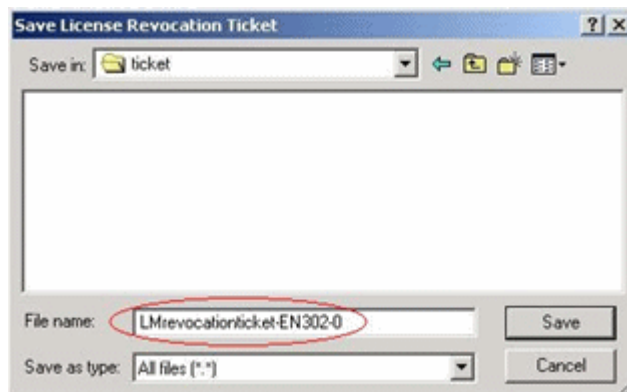 Save License Revocation Ticket
Save in: ticket
File name: LMrevocationticket-EN302-0 Save
Save as type: All files (*.*) Cancel